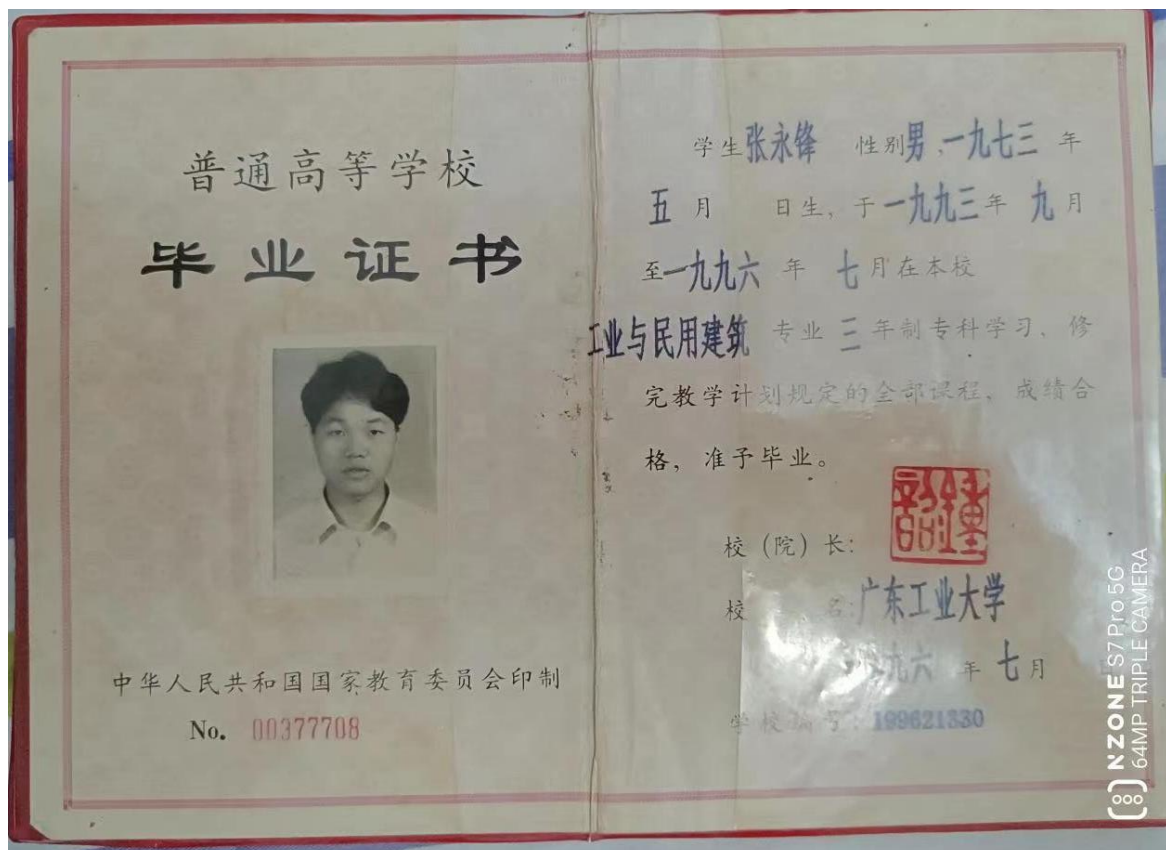 普通高等学校
毕业证书
中华人民共和国国家教育委员会印制
No. 00377708
学生张永锋 性别男,一九七三年
五月 日生,于一九九三年九月
至一九九六年七月在本校
工业与民用建筑专业三年制专科学习、修
完教学计划规定的全部课程,成绩合
格,准予毕业。
校(院)长:
校 名:广东工业大学
九六年七月 日
学校编号:199621330
NZONE S7 Pro 5G
64MP TRIPLE CAMERA